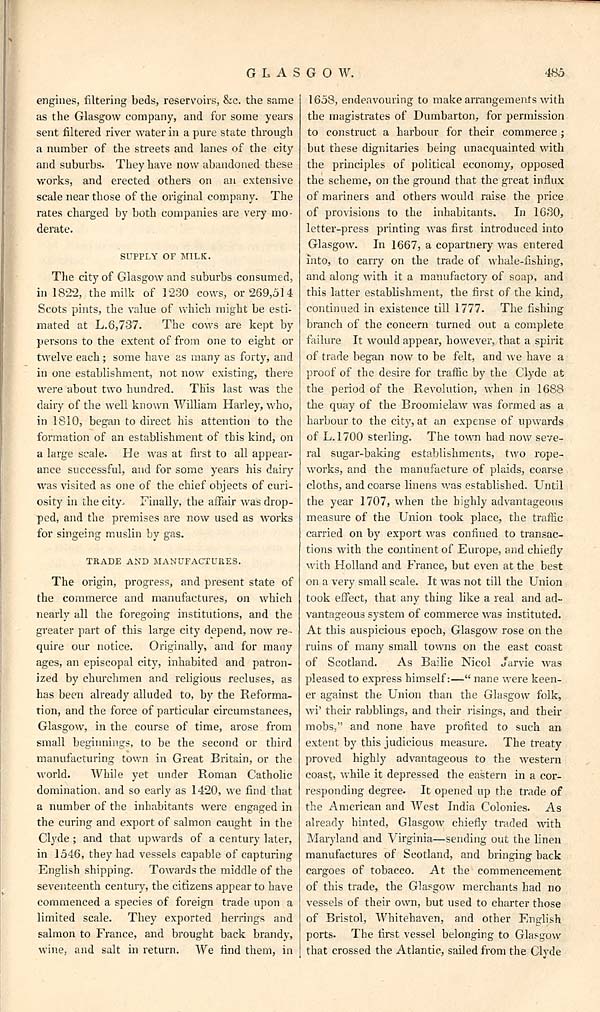 GLASGOW.
485
engines, filtering beds, reservoirs, &c. the same
as the Glasgow company, and for some years
sent filtered river water in a pure state through
a number of the streets and lanes of the city
and suburbs. They have now abandoned these
works, and erected others on an extensive
scale near those of the original company. The
rates charged by both companies are very mo-
derate.
SUPPLY OF MILK.
The city of Glasgow and suburbs consumed,
in 1822, the milk of 1230 cows, or 269,514
Scots pints, the value of which might be esti-
mated at L.6,737. The cows are kept by
persons to the extent of from one to eight or
twelve each; some have as many as forty, and
in one establishment, not now existing, there
were about two hundred. This last was the
dairy of the well known William Harley, who,
in 1810, began to direct his attention to the
formation of an establishment of this kind, on
a large scale. He was at first to all appear-
ance successful, and for some years his dairy
was visited as one of the chief objects of curi-
osity in the city. Finally, the affair was drop-
ped, and the premises are now used as works
for singeing muslin by gas.
TRADE AND MANUFACTURES.
The origin, progress, and present state of
the commerce and manufactures, on which
nearly all the foregoing institutions, and the
greater part of this large city depend, now re-
quire our notice. Originally, and for many
ages, an episcopal city, inhabited and patron-
ized by churchmen and religious recluses, as
has been already alluded to, by the Reforma-
tion, and the force of particular circumstances,
Glasgow, in the course of time, arose from
small beginnings, to be the second or third
manufacturing town in Great Britain, or the
world. While yet under Roman Catholic
domination, and so early as 1420, we find that
a number of the inhabitants were engaged in
the curing and export of salmon caught in the
Clyde; and that upwards of a century later,
in 1546, they had vessels capable of capturing
English shipping. Towards the middle of the
seventeenth century, the citizens appear to have
commenced a species of foreign trade upon a
limited scale. They exported herrings and
salmon to France, and brought back brandy,
wine, and salt in return. We find them, in
1658, endeavouring to make arrangements with
the magistrates of Dumbarton, for permission
to construct a harbour for their commerce;
but these dignitaries being unacquainted with
the principles of political economy, opposed
the scheme, on the ground that the great influx
of mariners and others would raise the price
of provisions to the inhabitants. In 1630,
letter-press printing was first introduced into
Glasgow. In 1667, a copartnery was entered
into, to carry on the trade of whale-fishing,
and along with it a manufactory of soap, and
this latter establishment, the first of the kind,
continued in existence till 1777. The fishing
branch of the concern turned out a complete
failure It would appear, however, that a spirit
of trade began now to be felt, and we have a
proof of the desire for traffic by the Clyde at
the period of the Revolution, when in 1688
the quay of the Broomielaw was formed as a
harbour to the city, at an expense of upwards
of L.1700 sterling. The town had now seve-
ral sugar-baking establishments, two rope-
works, and the manufacture of plaids, coarse
cloths, and coarse linens was established. Until
the year 1707, when the highly advantageous
measure of the Union took place, the traffic
carried on by export was confined to transac-
tions with the continent of Europe, and chiefly
with Holland and France, but even at the best
on a very small scale. It was not till the Union
took effect, that any thing like a real and ad-
vantageous system of commerce was instituted.
At this auspicious epoch, Glasgow rose on the
ruins of many small towns on the east coast
of Scotland. As Bailie Nicol Jarvie was
pleased to express himself:—“nane were keen-
er against the Union than the Glasgow folk,
wi' their rabblings, and their risings, and their
mobs,” and none have profited to such an
extent by this judicious measure. The treaty
proved highly advantageous to the western
coast, while it depressed the eastern in a cor-
responding degree. It opened up the trade of
the American and West India Colonies. As
already hinted, Glasgow chiefly traded with
Maryland and Virginia—sending out the linen
manufactures of Scotland, and bringing back
cargoes of tobacco. At the commencement
of this trade, the Glasgow merchants had no
vessels of their own, but used to charter those
of Bristol, Whitehaven, and other English
ports. The first vessel belonging to Glasgow
that crossed the Atlantic, sailed from the Clyde